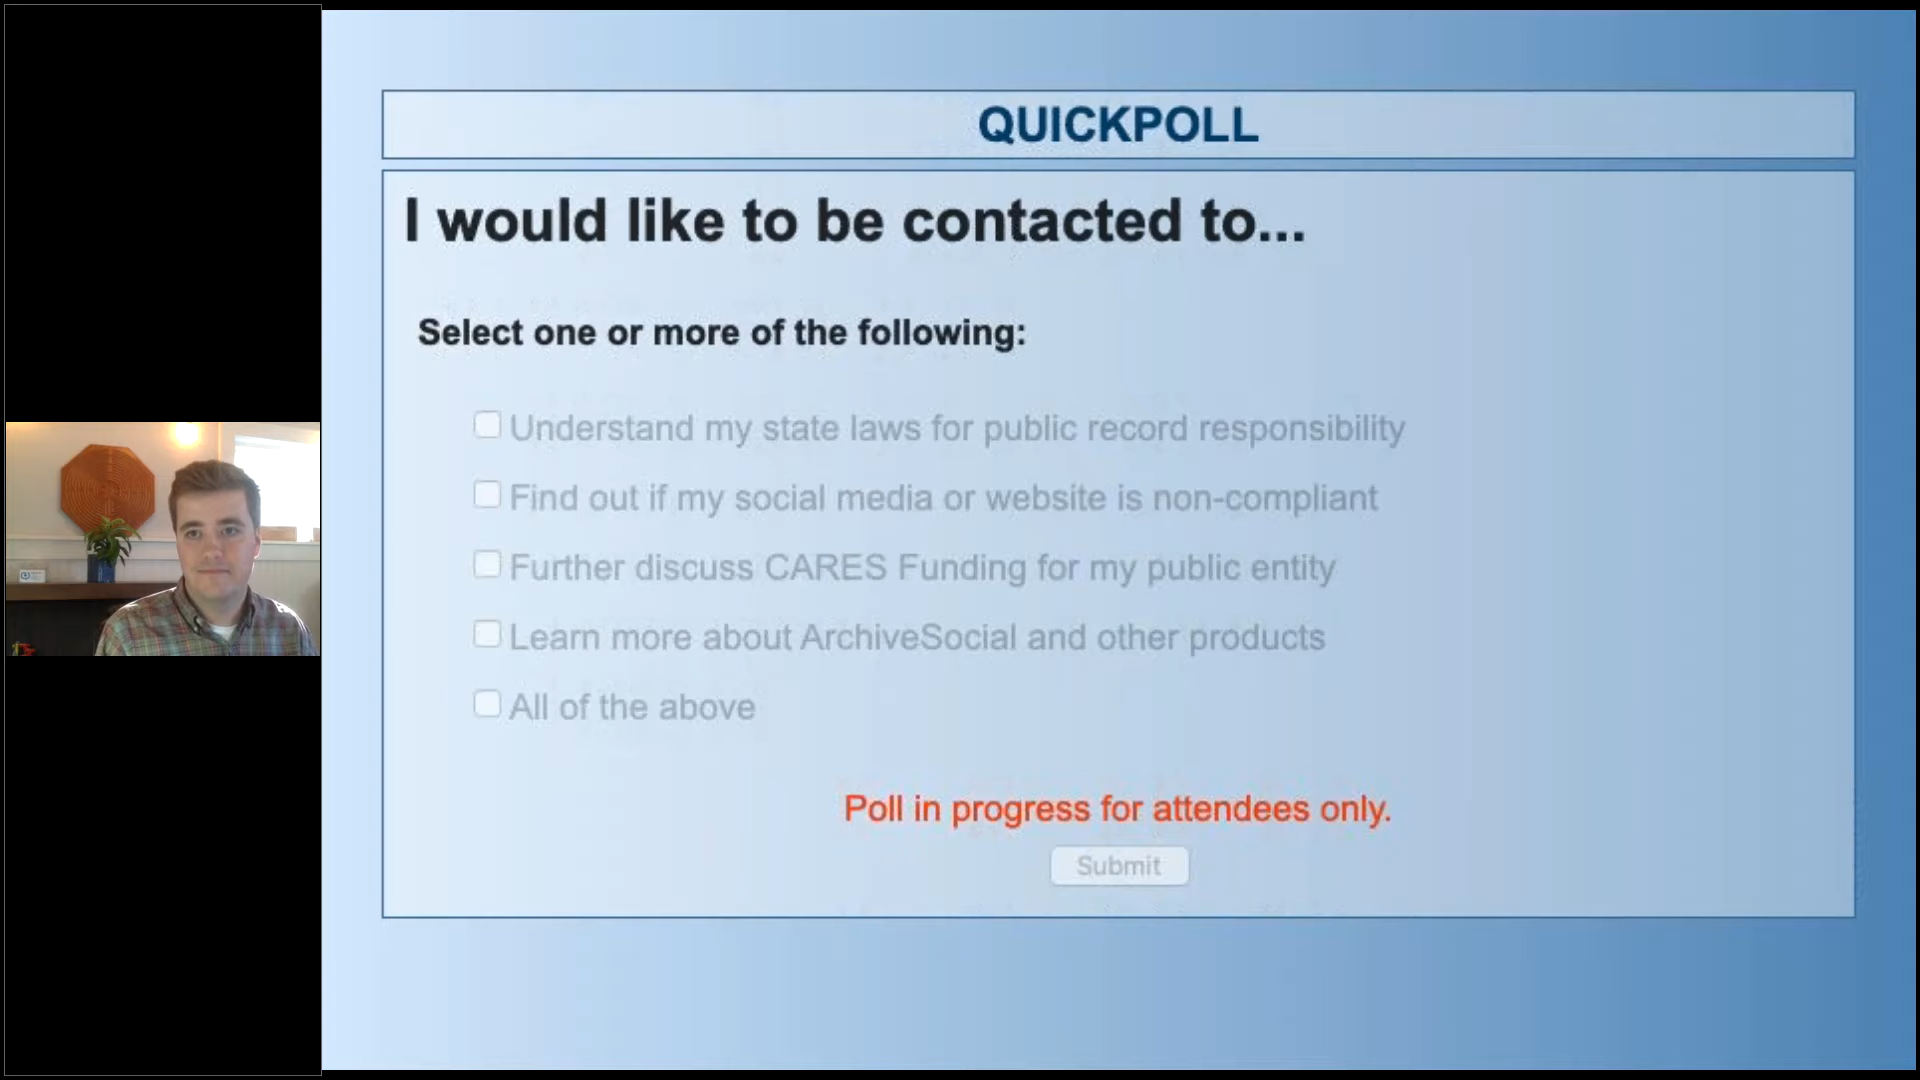 QUICKPOLL
I would like to be contacted to...
Select one or more of the following:
Understand my state laws for public record responsibility
Find out if my social media or website is non-compliant
Further discuss CARES Funding for my public entity
Learn more about ArchiveSocial and other products
All of the above
Poll in progress for attendees only.
Submit